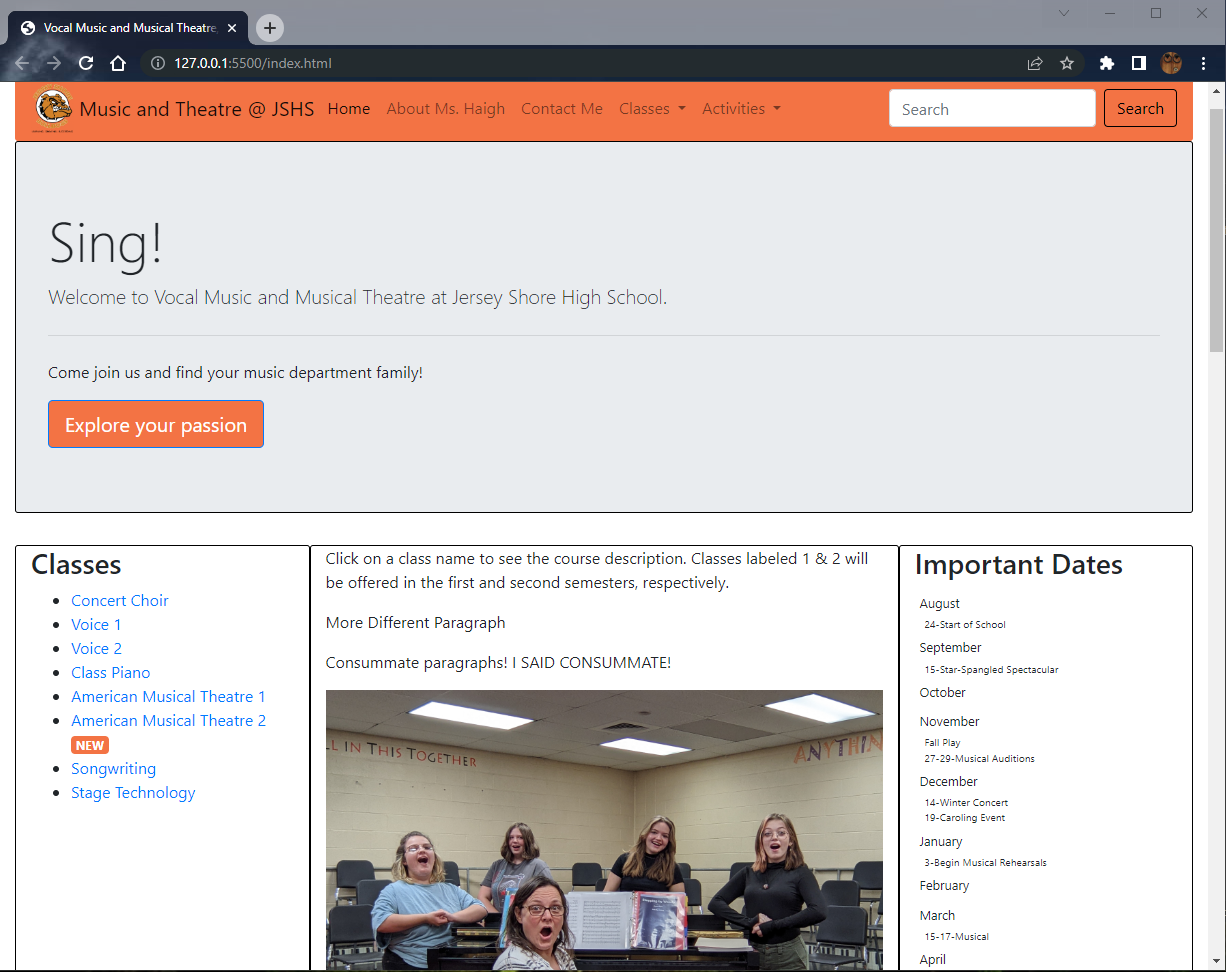 Vocal Music and Musical Theatre,
127.0.0.1:5500/index.html
Music and Theatre @ JSHS Home About Ms. Haigh Contact Me Classes Activities Search Search
Sing!
Welcome to Vocal Music and Musical Theatre at Jersey Shore High School.
Come join us and find your music department family!
Explore your passion
Classes
Concert Choir
Voice 1
Voice 2
Class Piano
American Musical Theatre 1
American Musical Theatre 2
NEW
Songwriting
Stage Technology
Click on a class name to see the course description. Classes labeled 1 & 2 will
be offered in the first and second semesters, respectively.
More Different Paragraph
Consummate paragraphs! I SAID CONSUMMATE!
LL IN THIS TOGETHER
ANYTHIN
Important Dates
August
24-Start of School
September
15-Star-Spangled Spectacular
October
November
Fall Play
27-29-Musical Auditions
December
14-Winter Concert
19-Caroling Event
January
3-Begin Musical Rehearsals
February
March
15-17-Musical
April